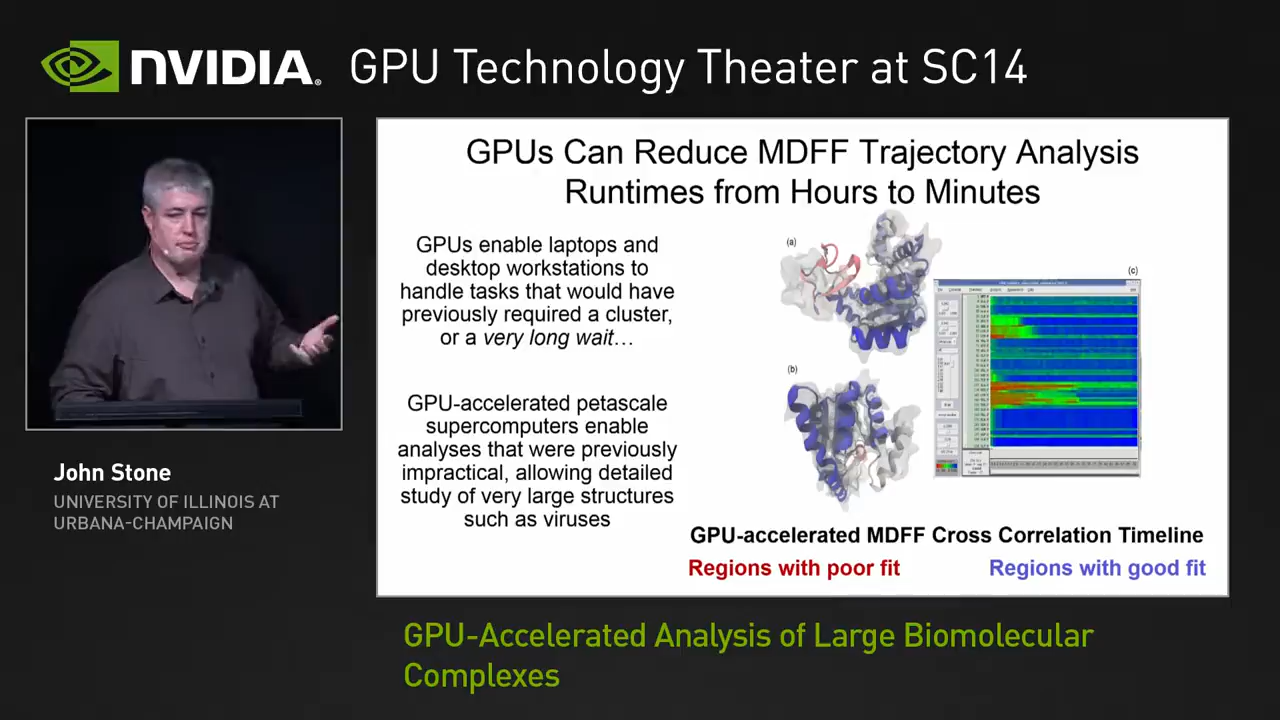 NVIDIA. GPU Technology Theater at SC14
GPUs Can Reduce MDFF Trajectory Analysis
Runtimes from Hours to Minutes
GPUs enable laptops and
desktop workstations to
handle tasks that would have
previously required a cluster,
or a very long wait…
GPU-accelerated petascale
supercomputers enable
analyses that were previously
impractical, allowing detailed
study of very large structures
such as viruses
(a)
(b)
(c)
GPU-accelerated MDFF Cross Correlation Timeline
Regions with poor fit
Regions with good fit
John Stone
UNIVERSITY OF ILLINOIS AT
URBANA-CHAMPAIGN
GPU-Accelerated Analysis of Large Biomolecular
Complexes